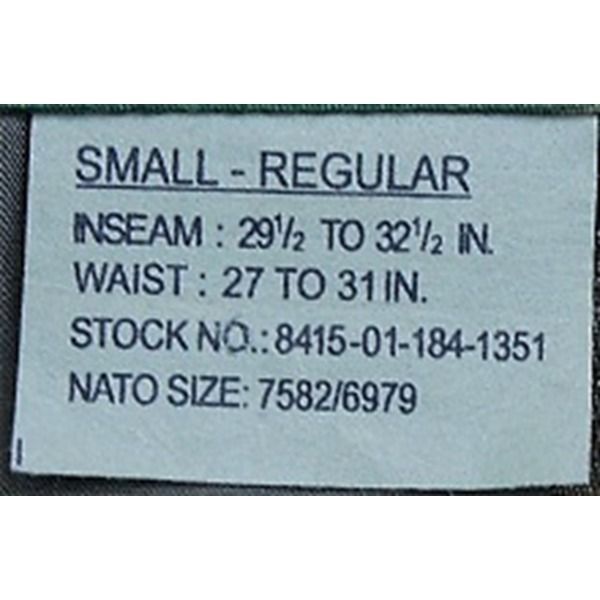 SMALL - REGULAR
INSEAM : 29½ TO 32½ IN.
WAIST : 27 TO 31 IN.
STOCK NO.: 8415-01-184-1351
NATO SIZE: 7582/6979